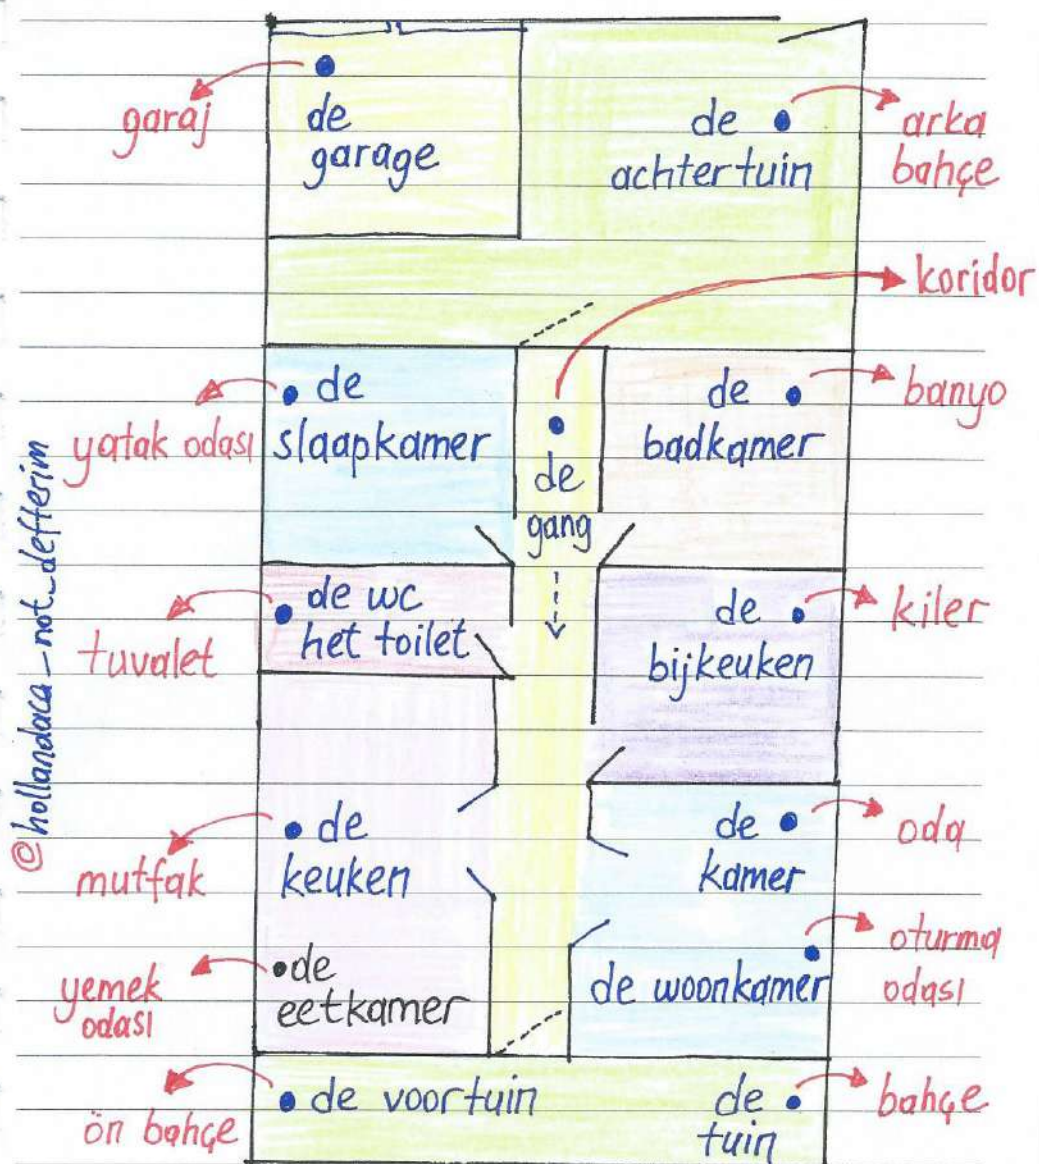 garaj
de
garage
de
achtertuin
arka
bahçe
koridor
yatak odası
de
slaapkamer
de
gang
de
badkamer
banyo
tuvalet
de wc
het toilet
de
bijkeuken
kiler
mutfak
de
keuken
de
kamer
oda
yemek
odası
de
eetkamer
de woonkamer
oturma
odası
ön bahçe
de voortuin
de
tuin
bahçe
@hollandaca_not_defterim